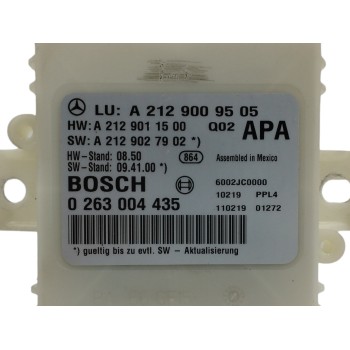 LU: A 212 900 95 05
HW: A 212 901 15 00 Q02 APA
SW: A 212 902 79 02 *)
HW-Stand: 08.50 864 Assembled in Mexico
SW-Stand: 09.41.00 *)
BOSCH 6002JC0000
0 263 004 435 10219 PPL4
110219 01272
*) gueltig bis zu evtl. SW - Aktualisierung